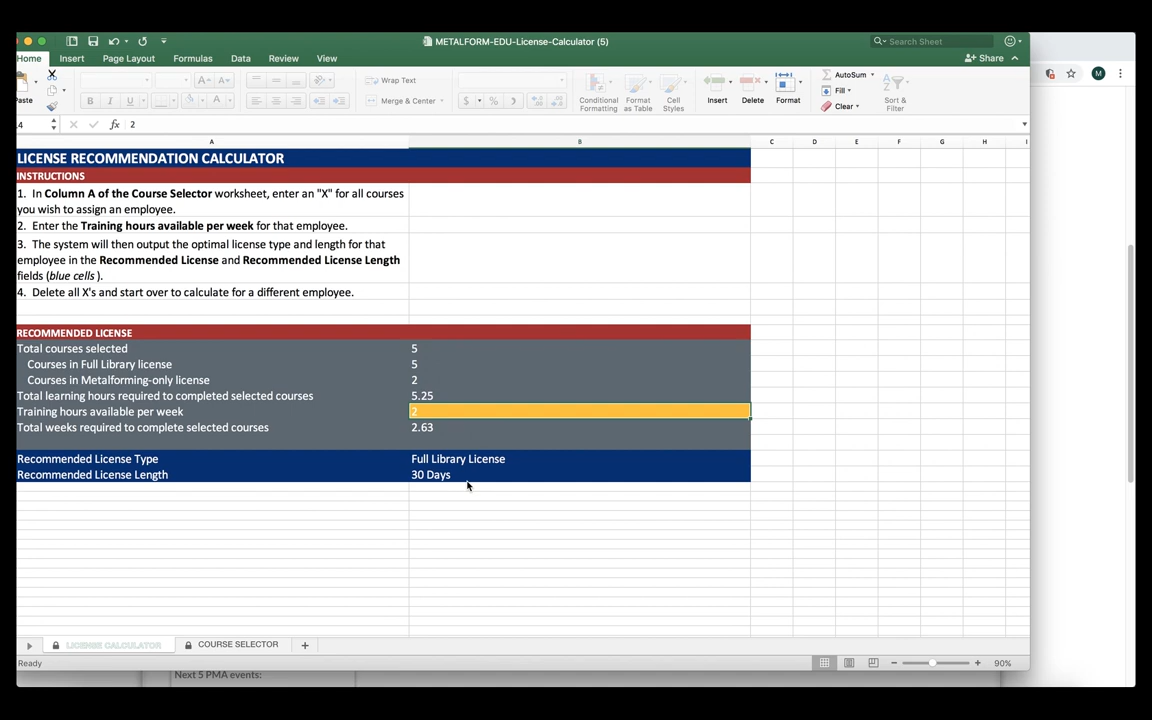 METALFORM-EDU-License-Calculator (5)
Search Sheet
Home Insert Page Layout Formulas Data Review View
Share
M
Paste
B I U
A A
Wrap Text
Merge & Center
$ % )
Conditional Formatting
Format as Table
Cell Styles
Insert
Delete
Format
AutoSum
Fill
Clear
Sort & Filter
L4
fx 2
A B C D E F G H I
LICENSE RECOMMENDATION CALCULATOR
INSTRUCTIONS
1. In Column A of the Course Selector worksheet, enter an "X" for all courses
you wish to assign an employee.
2. Enter the Training hours available per week for that employee.
3. The system will then output the optimal license type and length for that
employee in the Recommended License and Recommended License Length
fields (blue cells ).
4. Delete all X's and start over to calculate for a different employee.
RECOMMENDED LICENSE
Total courses selected 5
Courses in Full Library license 5
Courses in Metalforming-only license 2
Total learning hours required to completed selected courses 5.25
Training hours available per week 2
Total weeks required to complete selected courses 2.63
Recommended License Type Full Library License
Recommended License Length 30 Days
LICENSE CALCULATOR COURSE SELECTOR +
Ready
90%
Next 5 PMA events: